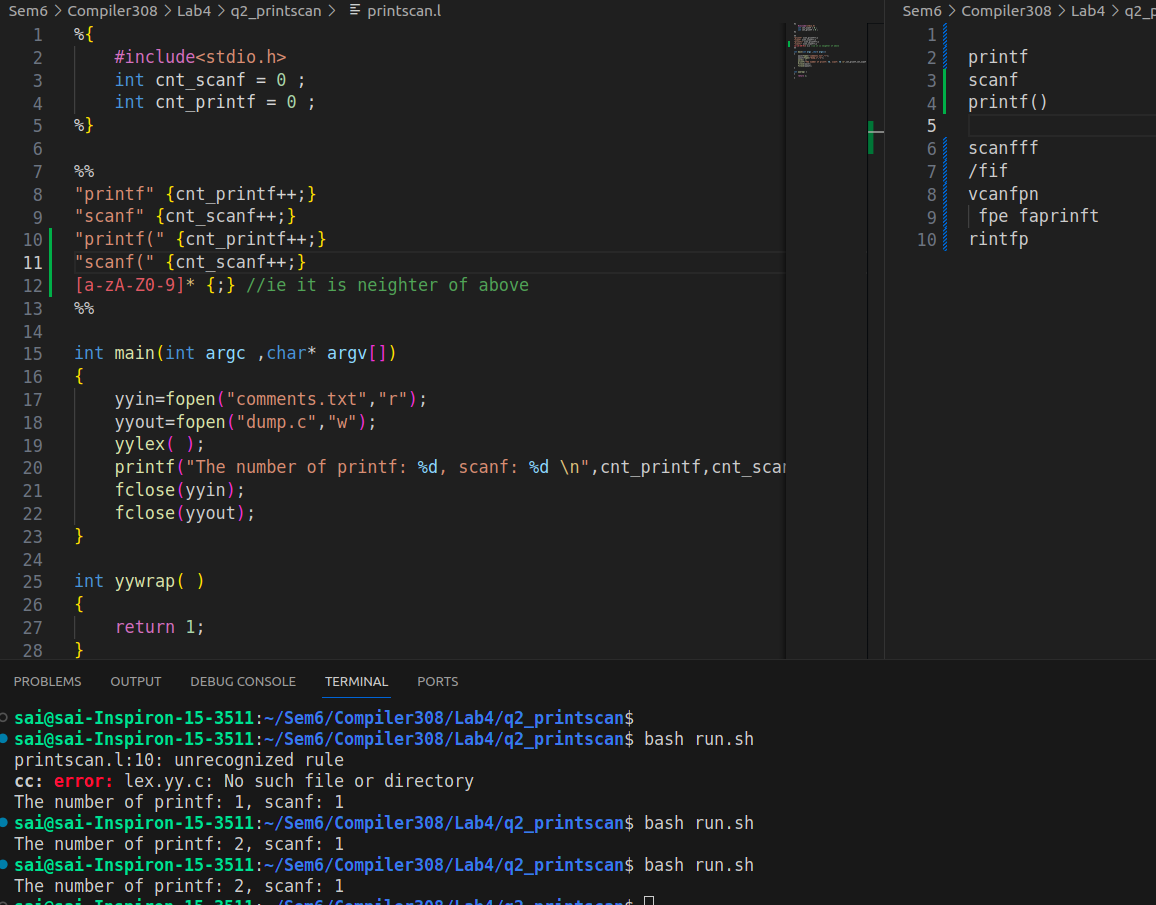 Sem6 > Compiler308 > Lab4 > q2_printscan > printscan.l
1 %{
2 #include<stdio.h>
3 int cnt_scanf = 0 ;
4 int cnt_printf = 0 ;
5 %}
6
7 %%
8 "printf" {cnt_printf++;}
9 "scanf" {cnt_scanf++;}
10 "printf(" {cnt_printf++;}
11 "scanf(" {cnt_scanf++;}
12 [a-zA-Z0-9]* {;} //ie it is neighter of above
13 %%
14
15 int main(int argc ,char* argv[])
16 {
17 yyin=fopen("comments.txt","r");
18 yyout=fopen("dump.c","w");
19 yylex( );
20 printf("The number of printf: %d, scanf: %d \n",cnt_printf,cnt_scan
21 fclose(yyin);
22 fclose(yyout);
23 }
24
25 int yywrap( )
26 {
27 return 1;
28 }
Sem6 > Compiler308 > Lab4 > q2_p
1
2 printf
3 scanf
4 printf()
5
6 scanfff
7 /fif
8 vcanfpn
9 fpe faprinft
10 rintfp
PROBLEMS OUTPUT DEBUG CONSOLE TERMINAL PORTS
sai@sai-Inspiron-15-3511:~/Sem6/Compiler308/Lab4/q2_printscan$
sai@sai-Inspiron-15-3511:~/Sem6/Compiler308/Lab4/q2_printscan$ bash run.sh
printscan.l:10: unrecognized rule
cc: error: lex.yy.c: No such file or directory
The number of printf: 1, scanf: 1
sai@sai-Inspiron-15-3511:~/Sem6/Compiler308/Lab4/q2_printscan$ bash run.sh
The number of printf: 2, scanf: 1
sai@sai-Inspiron-15-3511:~/Sem6/Compiler308/Lab4/q2_printscan$ bash run.sh
The number of printf: 2, scanf: 1
sai@sai-Inspiron-15-3511:~/Sem6/Compiler308/Lab4/q2_printscan$